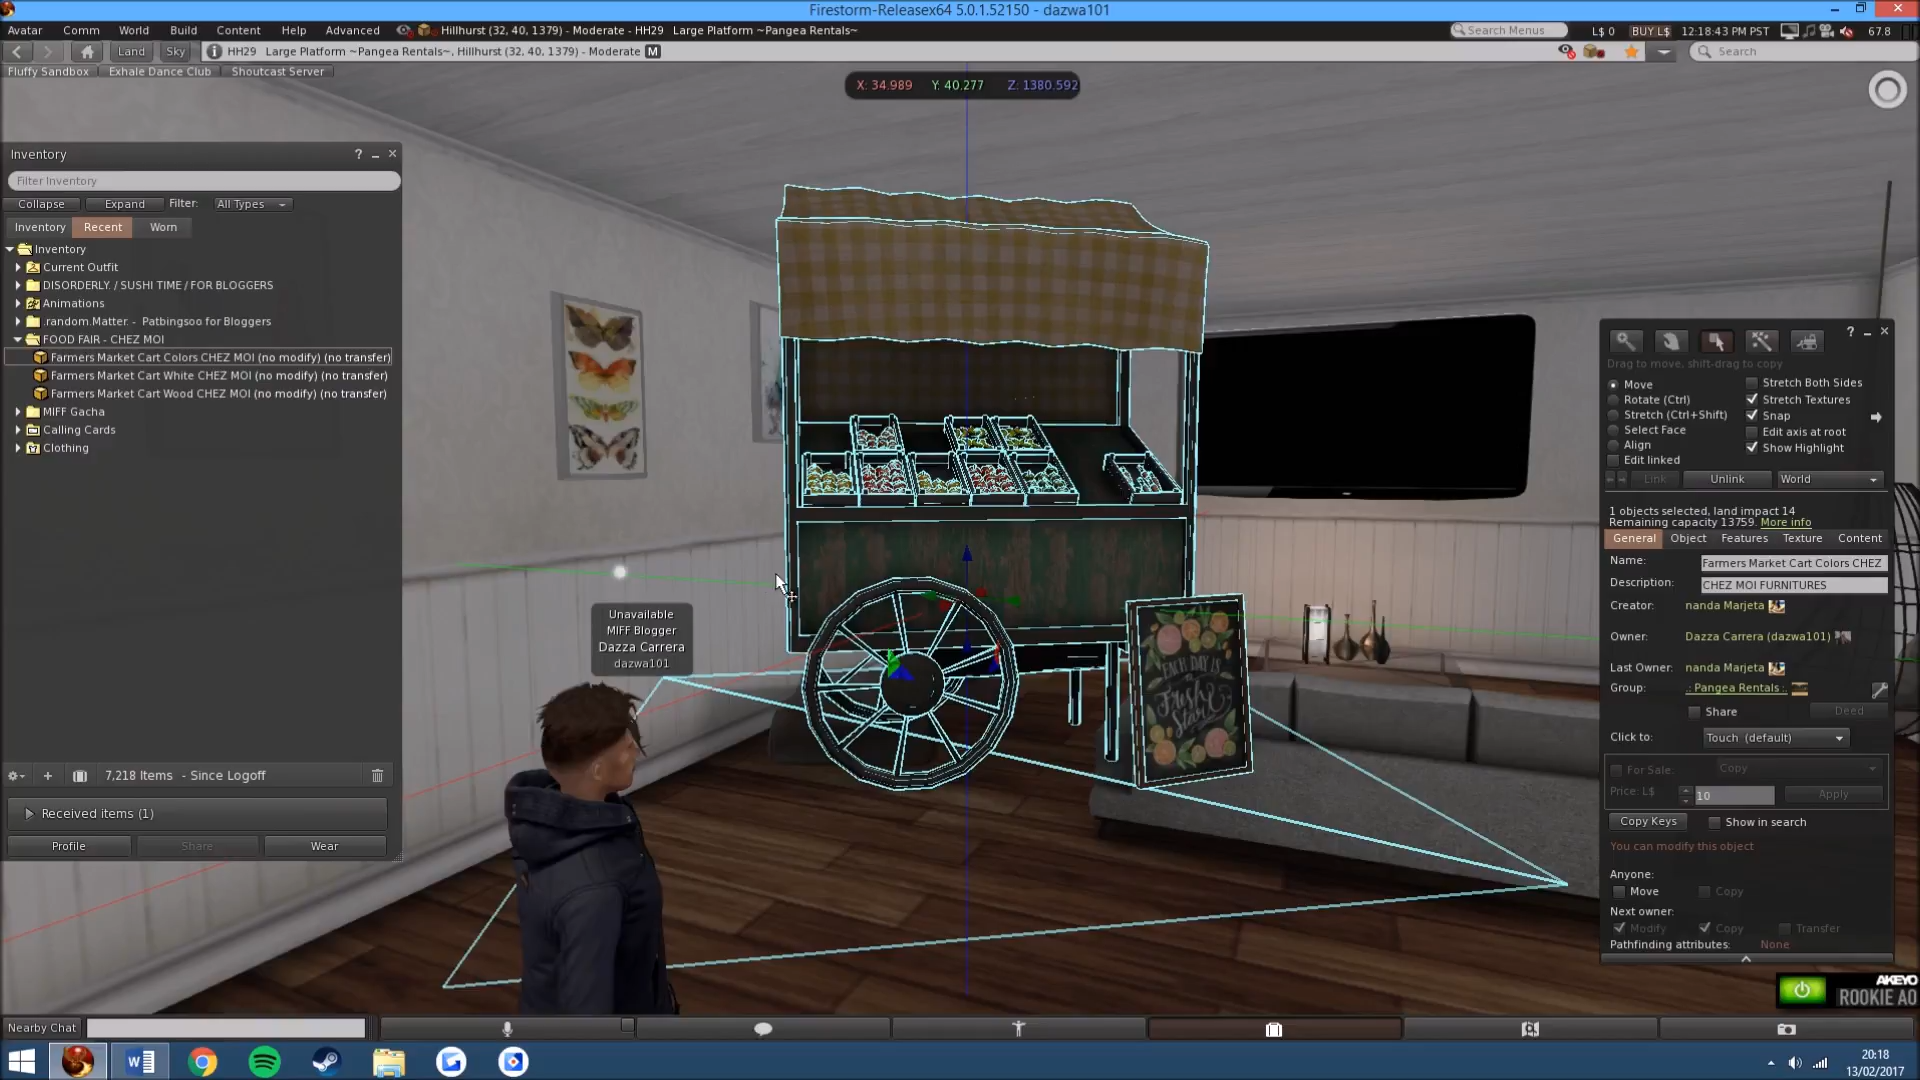 Firestorm-Releasex64 5.0.1.52150 - dazwa101
Avatar Comm World Build Content Help Advanced Hillhurst (32, 40, 1379) - Moderate - HH29 Large Platform ~Pangea Rentals~ Search Menus L$ 0 BUY L$ 12:18:43 PM PST 67.8
Land Sky HH29 Large Platform ~Pangea Rentals~, Hillhurst (32, 40, 1379) - Moderate M Search
Fluffy Sandbox Exhale Dance Club Shoutcast Server
X: 34.989 Y: 40.277 Z: 1380.592
Inventory ?
Filter Inventory
Collapse Expand Filter: All Types
Inventory Recent Worn
Inventory
Current Outfit
DISORDERLY. / SUSHI TIME / FOR BLOGGERS
Animations
.random.Matter. - Patbingsoo for Bloggers
FOOD FAIR - CHEZ MOI
Farmers Market Cart Colors CHEZ MOI (no modify) (no transfer)
Farmers Market Cart White CHEZ MOI (no modify) (no transfer)
Farmers Market Cart Wood CHEZ MOI (no modify) (no transfer)
MIFF Gacha
Calling Cards
Clothing
7,218 Items - Since Logoff
Received items (1)
Profile Share Wear
Unavailable
MIFF Blogger
Dazza Carrera
dazwa101
EACH DAY IS
A
Fresh
Start
?
Drag to move, shift-drag to copy
Move
Rotate (Ctrl)
Stretch (Ctrl+Shift)
Select Face
Align
Edit linked
Stretch Both Sides
Stretch Textures
Snap
Edit axis at root
Show Highlight
Link Unlink World
1 objects selected, land impact 14
Remaining capacity 13759. More info
General Object Features Texture Content
Name: Farmers Market Cart Colors CHEZ
Description: CHEZ MOI FURNITURES
Creator: nanda Marjeta
Owner: Dazza Carrera (dazwa101)
Last Owner: nanda Marjeta
Group: .: Pangea Rentals :.
Share Deed
Click to: Touch (default)
For Sale: Copy
Price: L$ 10 Apply
Copy Keys Show in search
You can modify this object
Anyone:
Move Copy
Next owner:
Modify Copy Transfer
Pathfinding attributes: None
AKEYO
ROOKIE AO
Nearby Chat
20:18
13/02/2017